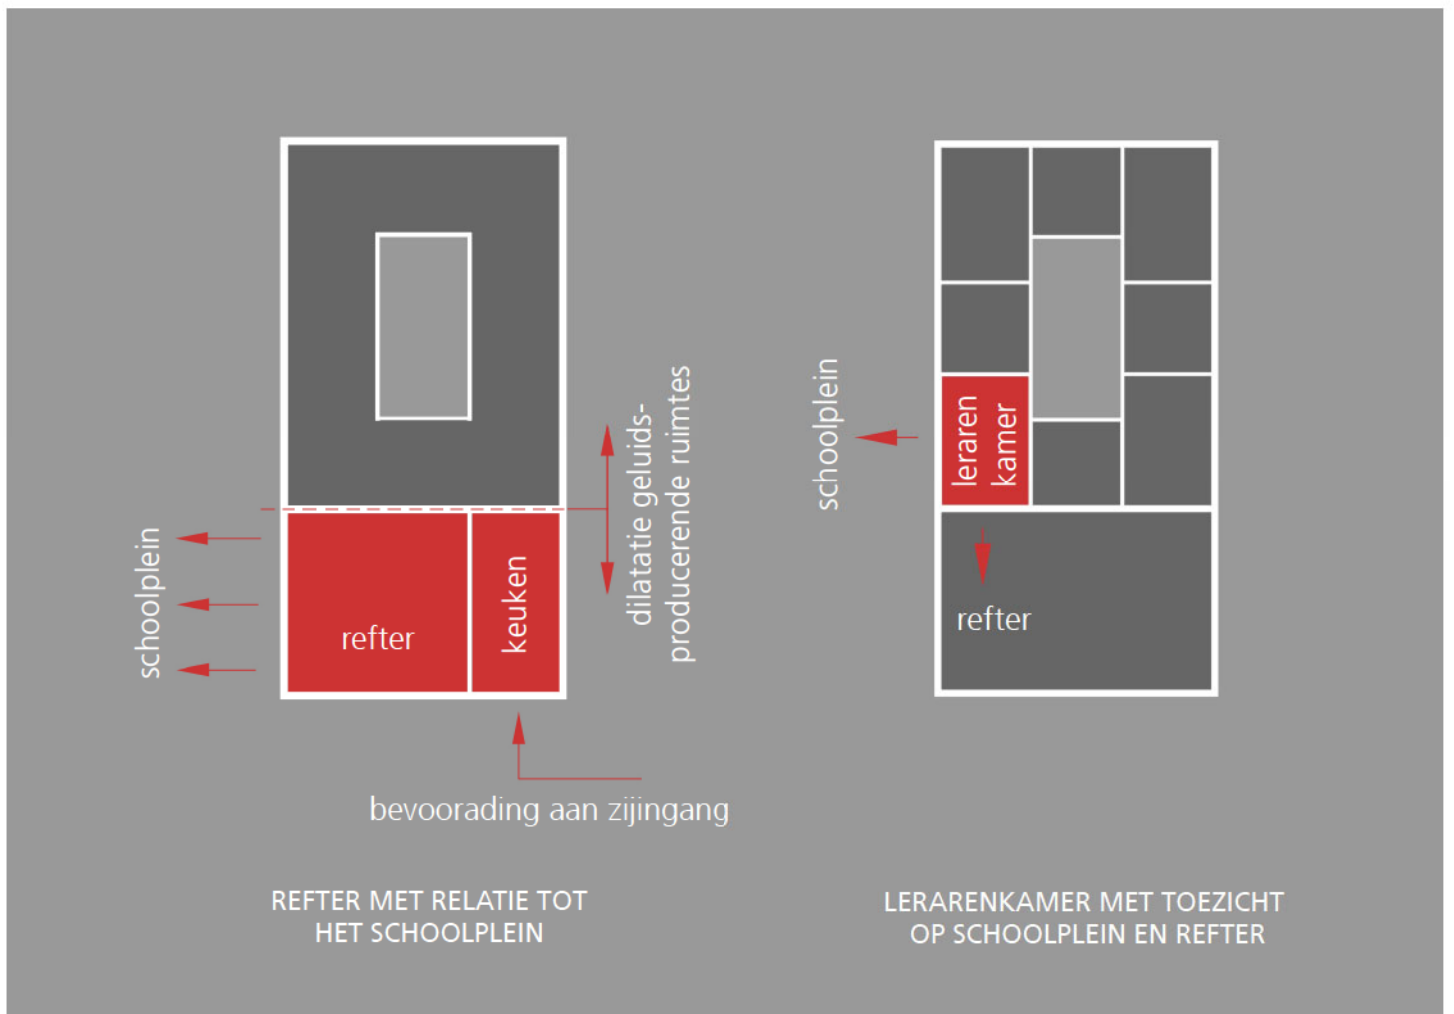 schoolplein
refter
keuken
dilatatie geluids-
producerende ruimtes
bevoorading aan zijingang
REFTER MET RELATIE TOT
HET SCHOOLPLEIN
schoolplein
leraren
kamer
refter
LERARENKAMER MET TOEZICHT
OP SCHOOLPLEIN EN REFTER